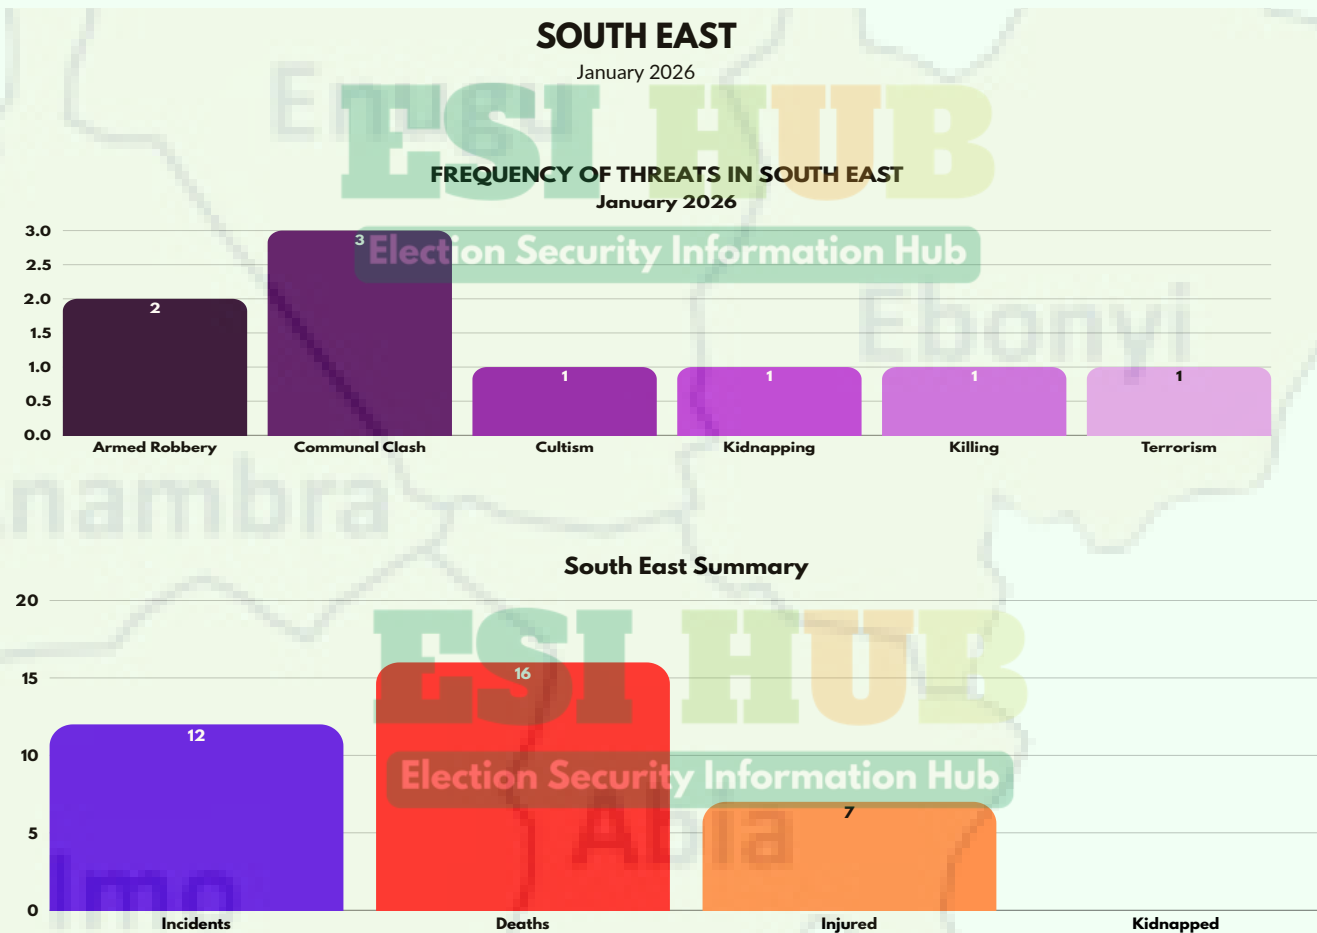 SOUTH EAST
January 2026
Enugu
ESI HUB
FREQUENCY OF THREATS IN SOUTH EAST
January 2026
Election Security Information Hub
3.0
2.5
2.0
1.5
1.0
0.5
0.0
2
3
1
1
1
1
Ebonyi
Armed Robbery
Communal Clash
Cultism
Kidnapping
Killing
Terrorism
nambra
South East Summary
ESI HUB
Election Security Information Hub
20
15
10
5
0
12
16
7
Abia
Imo
Incidents
Deaths
Injured
Kidnapped